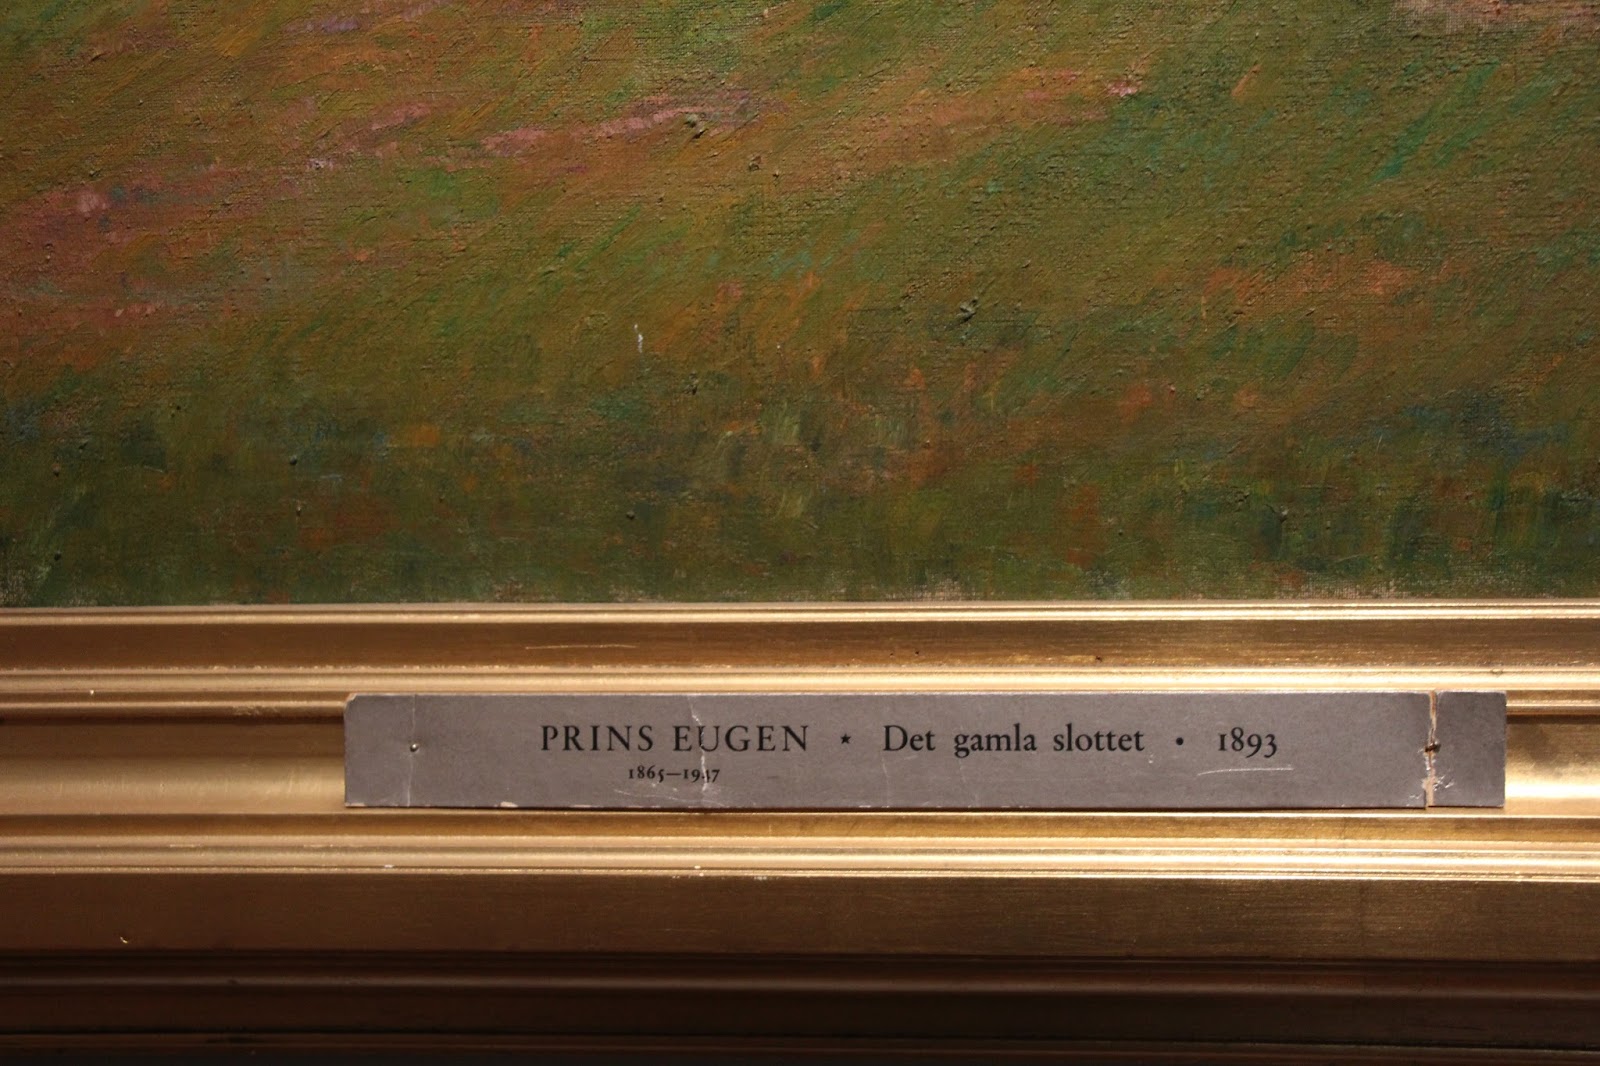 PRINS EUGEN ★ Det gamla slottet • 1893
1865—1947